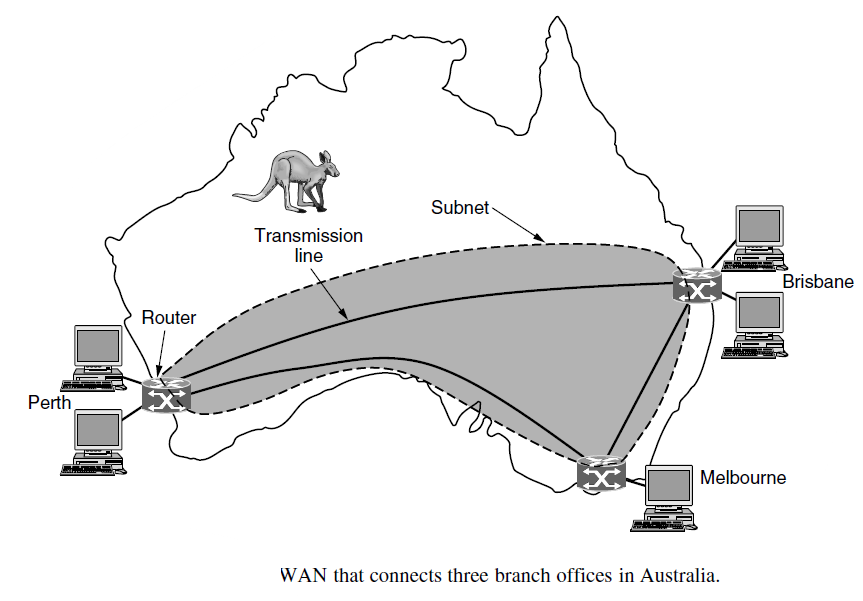 Subnet
Transmission
line
Brisbane
Router
Perth
Melbourne
WAN that connects three branch offices in Australia.